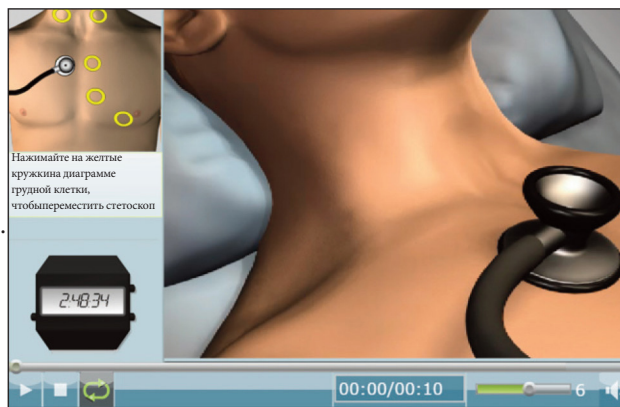 Нажимайте на желтые
кружкина диаграмме
грудной клетки,
чтобыпереместить стетоскоп
2:48:34
00:00/00:10
6